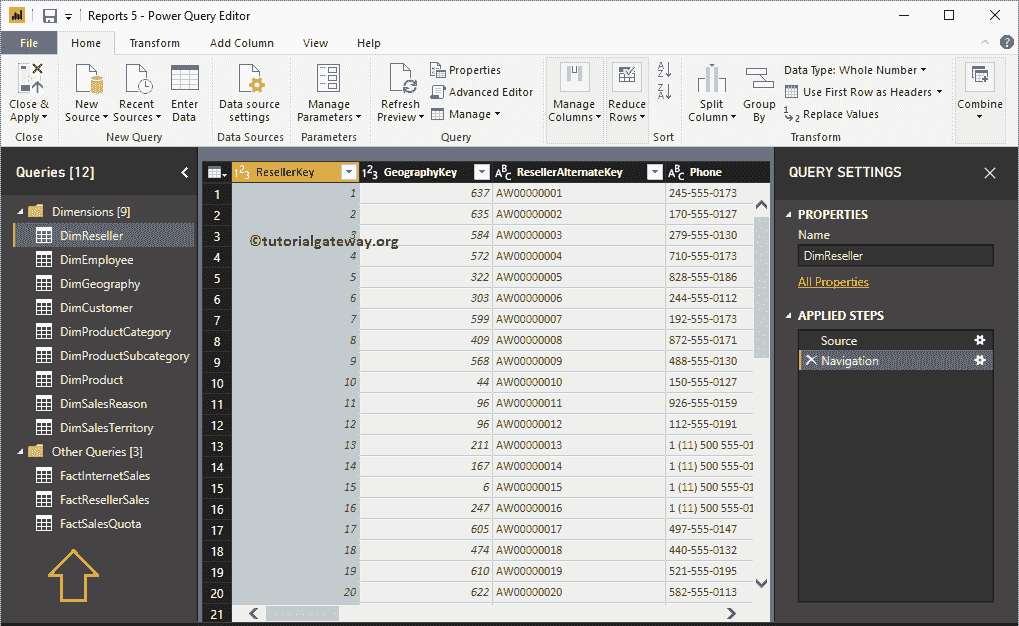 Reports 5 - Power Query Editor
File Home Transform Add Column View Help
Close & Apply
New Source
Recent Sources
Enter Data
Data source settings
Manage Parameters
Refresh Preview
Properties
Advanced Editor
Manage
Manage Columns
Reduce Rows
Split Column
Group By
Data Type: Whole Number
Use First Row as Headers
Replace Values
Combine
Close New Query Data Sources Parameters Query Sort Transform
Queries [12]
Dimensions [9]
DimReseller
DimEmployee
DimGeography
DimCustomer
DimProductCategory
DimProductSubcategory
DimProduct
DimSalesReason
DimSalesTerritory
Other Queries [3]
FactInternetSales
FactResellerSales
FactSalesQuota
ResellerKey GeographyKey ResellerAlternateKey Phone
1 1 637 AW00000001 245-555-0173
2 2 635 AW00000002 170-555-0127
3 3 584 AW00000003 279-555-0130
©tutorialgateway.org
4 4 572 AW00000004 710-555-0173
5 5 322 AW00000005 828-555-0186
6 6 303 AW00000006 244-555-0112
7 7 599 AW00000007 192-555-0173
8 8 409 AW00000008 872-555-0171
9 9 568 AW00000009 488-555-0130
10 10 44 AW00000010 150-555-0127
11 11 96 AW00000011 926-555-0159
12 12 96 AW00000012 112-555-0191
13 13 211 AW00000013 1 (11) 500 555-01
14 14 167 AW00000014 1 (11) 500 555-01
15 15 6 AW00000015 1 (11) 500 555-01
16 16 247 AW00000016 1 (11) 500 555-01
17 17 605 AW00000017 497-555-0147
18 18 474 AW00000018 440-555-0132
19 19 610 AW00000019 521-555-0195
20 20 622 AW00000020 582-555-0113
21
QUERY SETTINGS
PROPERTIES
Name
DimReseller
All Properties
APPLIED STEPS
Source
Navigation